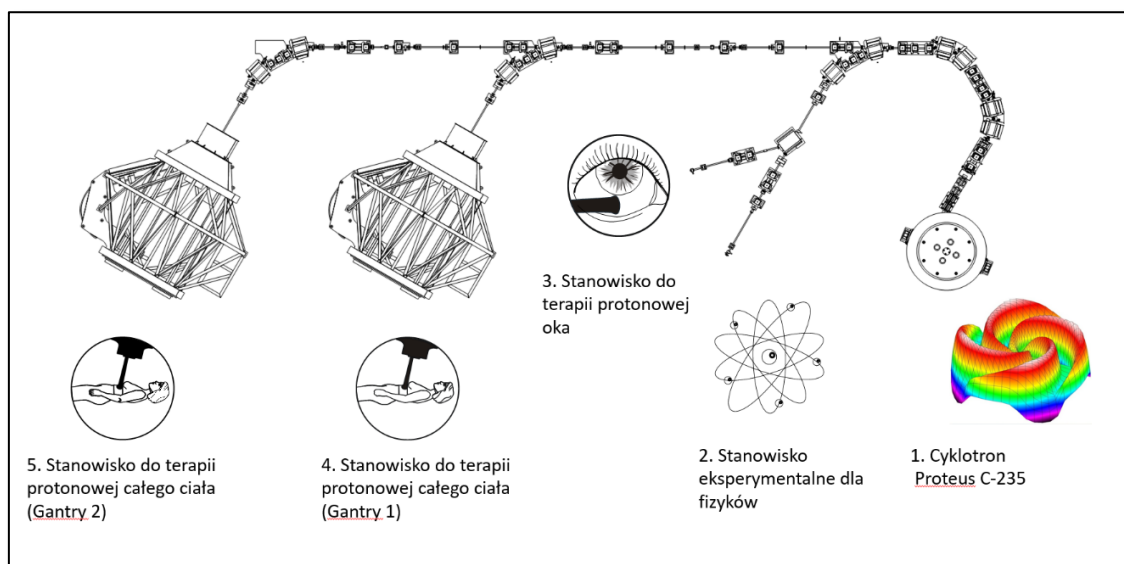 3. Stanowisko do
terapii protonowej
oka
5. Stanowisko do terapii
protonowej całego ciała
(Gantry 2)
4. Stanowisko do terapii
protonowej całego ciała
(Gantry 1)
2. Stanowisko
eksperymentalne dla
fizyków
1. Cyklotron
Proteus C-235